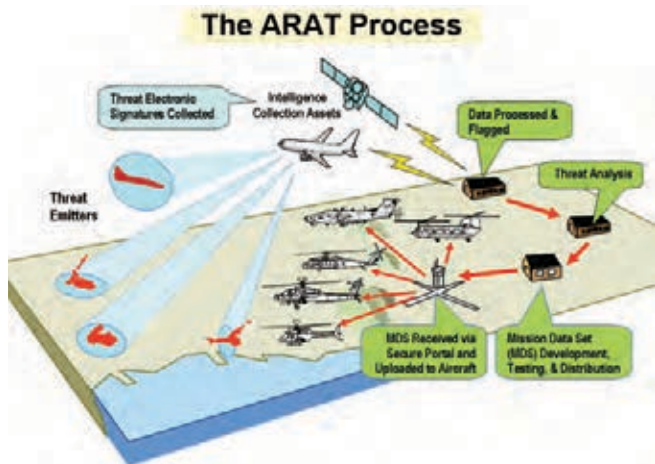 The ARAT Process
Threat Electronic
Signatures Collected
Intelligence
Collection Assets
Data Processed &
Flagged
Threat Analysis
Threat
Emitters
MDS Received via
Secure Portal and
Uploaded to Aircraft
Mission Data Set
(MDS) Development,
Testing, & Distribution